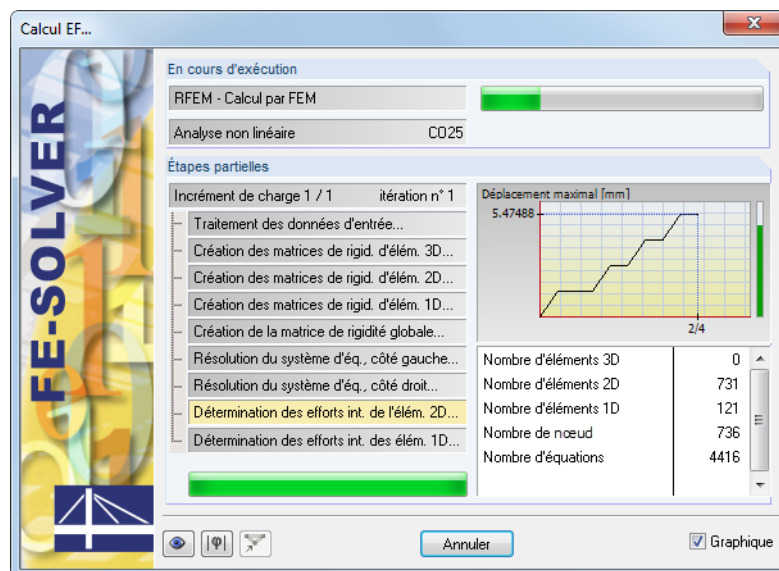 Calcul EF...
FE-SOLVER
En cours d'exécution
RFEM - Calcul par FEM
Analyse non linéaire CO25
Étapes partielles
Incrément de charge 1 / 1 itération n° 1
Traitement des données d'entrée...
Création des matrices de rigid. d'élém. 3D...
Création des matrices de rigid. d'élém. 2D...
Création des matrices de rigid. d'élém. 1D...
Création de la matrice de rigidité globale...
Résolution du système d'éq., côté gauche...
Résolution du système d'éq., côté droit...
Détermination des efforts int. de l'élém. 2D...
Détermination des efforts int. des élém. 1D...
Déplacement maximal [mm]
5.47488
2/4
Nombre d'éléments 3D 0
Nombre d'éléments 2D 731
Nombre d'éléments 1D 121
Nombre de nœud 736
Nombre d'équations 4416
|φ|
Annuler
Graphique